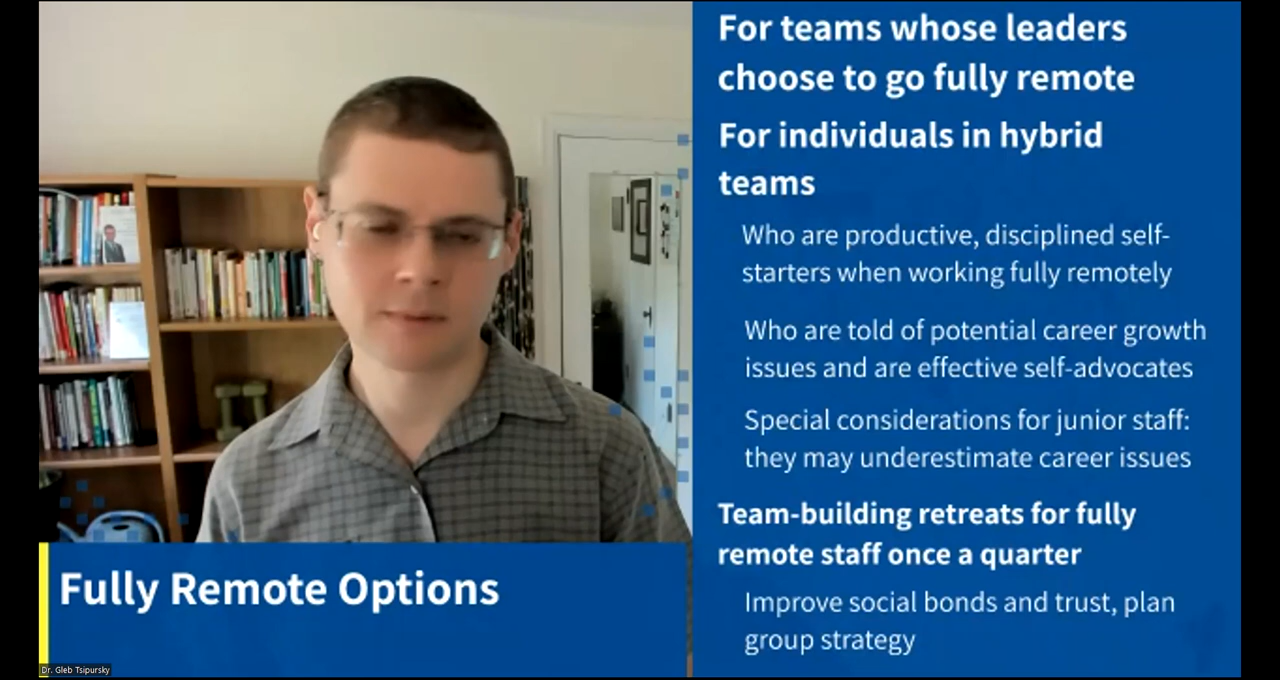 For teams whose leaders
choose to go fully remote
For individuals in hybrid
teams
Who are productive, disciplined self-
starters when working fully remotely
Who are told of potential career growth
issues and are effective self-advocates
Special considerations for junior staff:
they may underestimate career issues
Team-building retreats for fully
remote staff once a quarter
Improve social bonds and trust, plan
group strategy
Fully Remote Options
Dr. Gleb Tsipursky